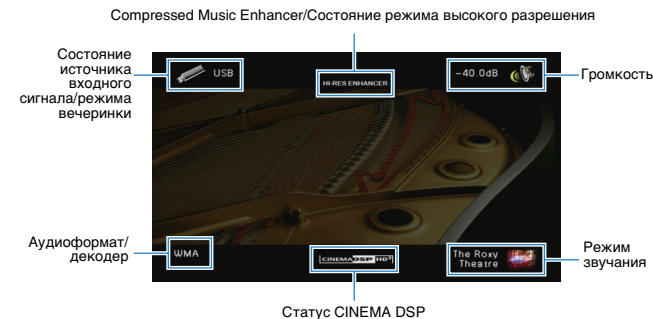 Compressed Music Enhancer/Состояние режима высокого разрешения
Состояние
источника
входного
сигнала/режима
вечеринки
USB
HI-RES ENHANCER
-40.0dB
Громкость
Аудиоформат/
декодер
WMA
CINEMA DSP HD³
The Roxy
Theatre
Режим
звучания
Статус CINEMA DSP